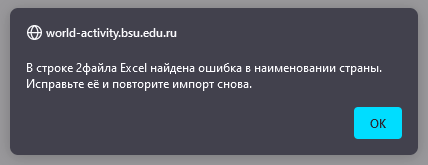 world-activity.bsu.edu.ru
В строке 2файла Excel найдена ошибка в наименовании страны.
Исправьте её и повторите импорт снова.
OK